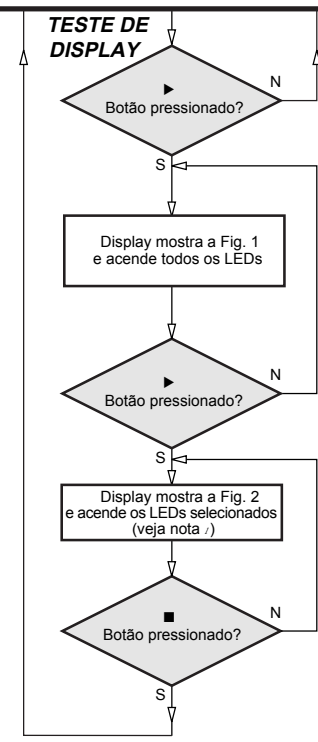 TESTE DE
DISPLAY
▶
Botão pressionado?
N
S
Display mostra a Fig. 1
e acende todos os LEDs
▶
Botão pressionado?
N
S
Display mostra a Fig. 2
e acende os LEDs selecionados
(veja nota 1)
■
Botão pressionado?
N
S